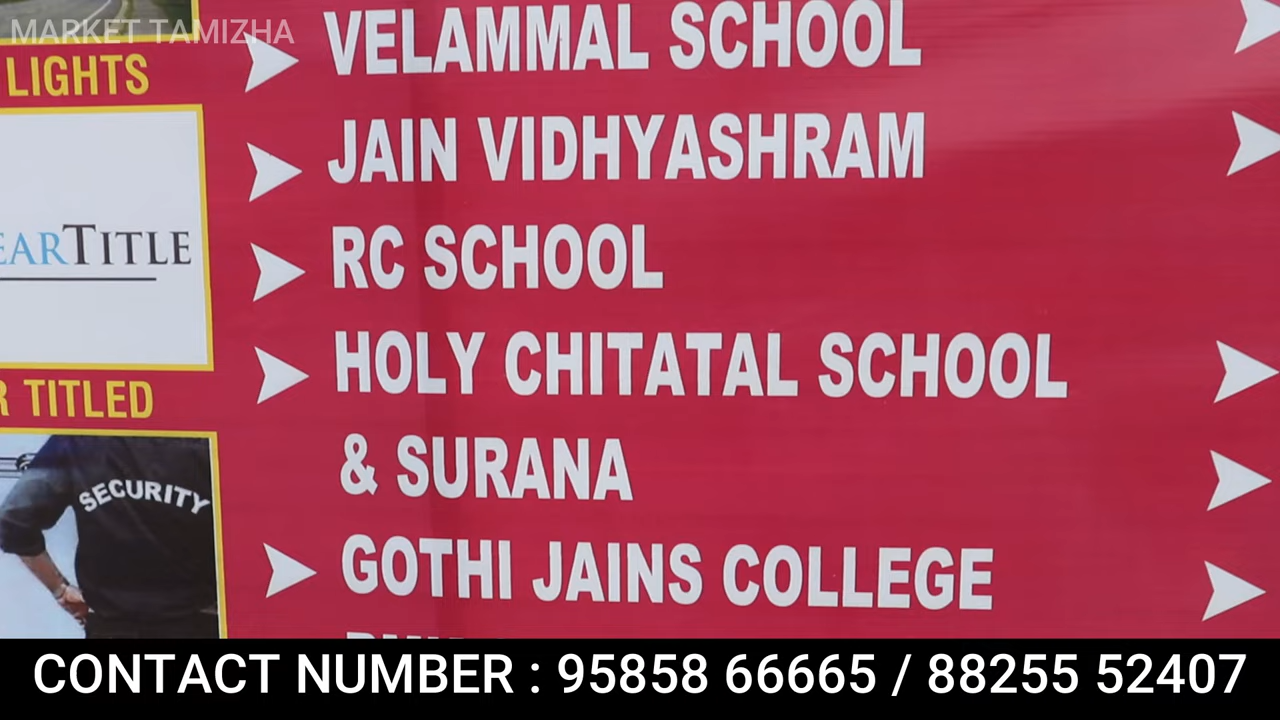 MARKET TAMIZHA
LIGHTS
EARTITLE
R TITLED
SECURITY
VELAMMAL SCHOOL
JAIN VIDHYASHRAM
RC SCHOOL
HOLY CHITATAL SCHOOL
& SURANA
GOTHI JAINS COLLEGE
CONTACT NUMBER : 95858 66665 / 88255 52407